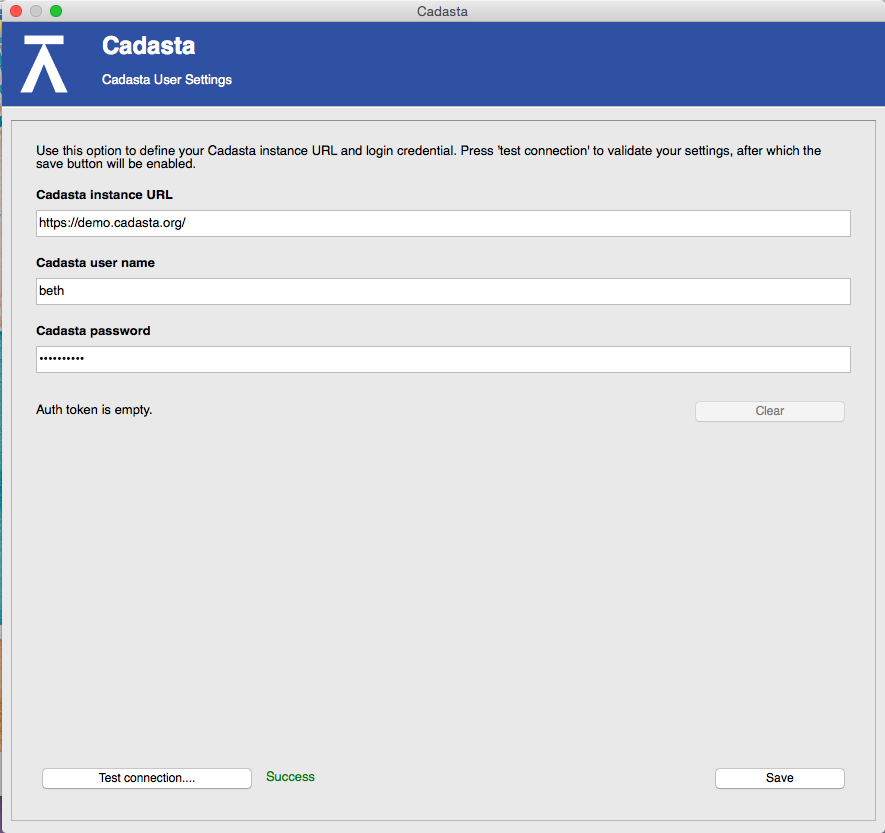 Cadasta
Cadasta
Cadasta User Settings
Use this option to define your Cadasta instance URL and login credential. Press 'test connection' to validate your settings, after which the
save button will be enabled.
Cadasta instance URL
https://demo.cadasta.org/
Cadasta user name
beth
Cadasta password
••••••••••
Auth token is empty.
Clear
Test connection....
Success
Save